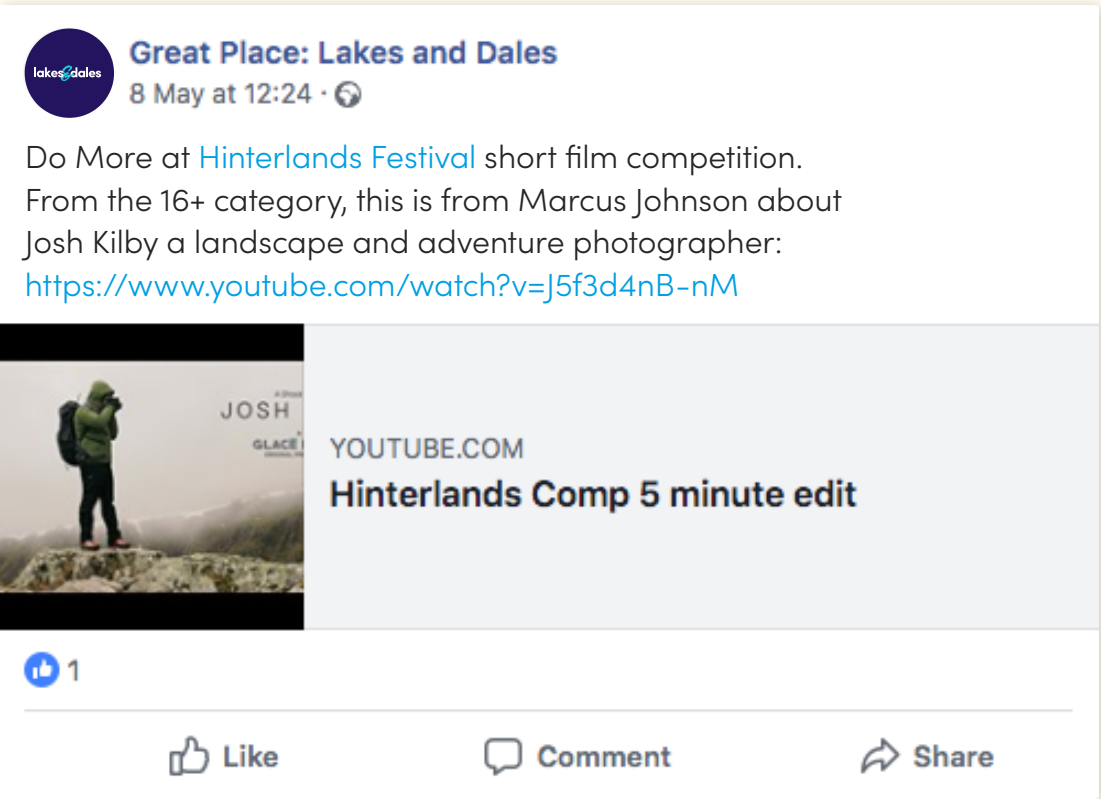 lakes&dales
Great Place: Lakes and Dales
8 May at 12:24 ·
Do More at Hinterlands Festival short film competition.
From the 16+ category, this is from Marcus Johnson about
Josh Kilby a landscape and adventure photographer:
https://www.youtube.com/watch?v=J5f3d4nB-nM
JOSH
GLACE
YOUTUBE.COM
Hinterlands Comp 5 minute edit
1
Like Comment Share